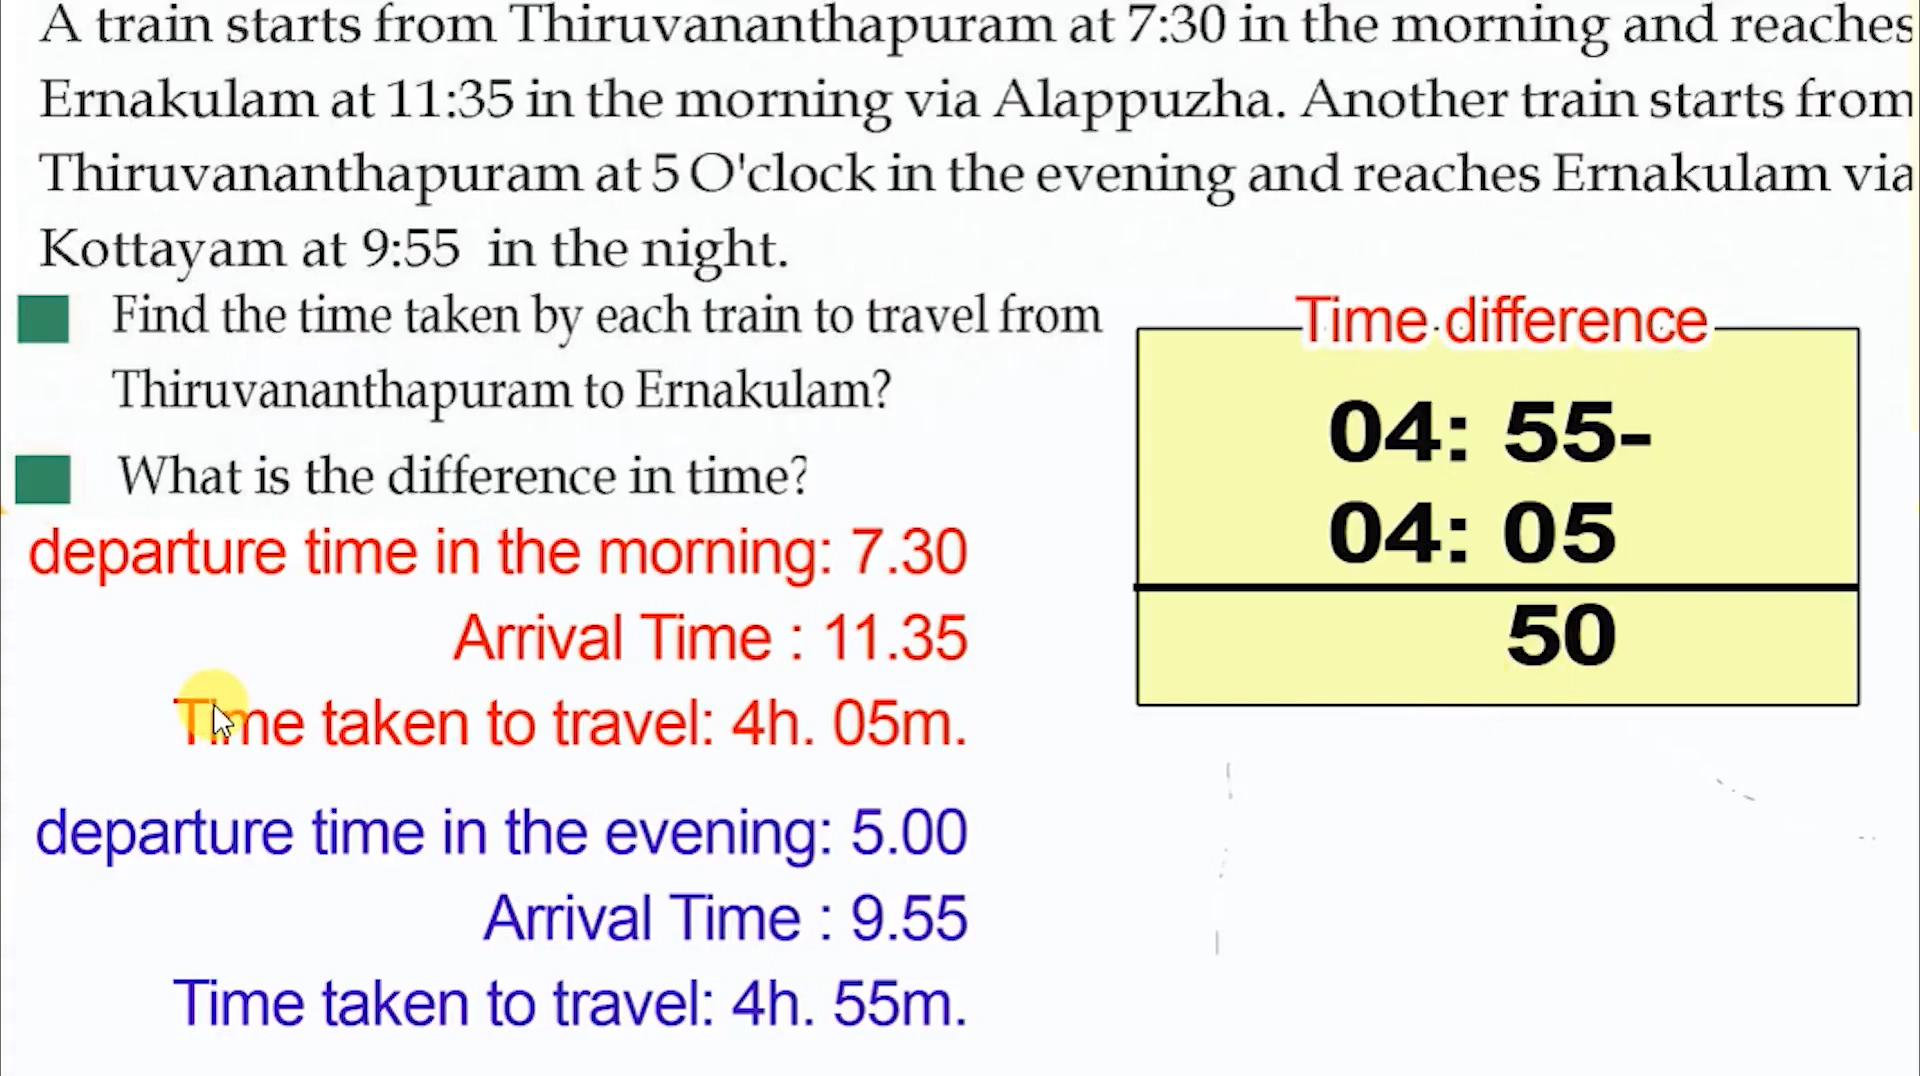 A train starts from Thiruvananthapuram at 7:30 in the morning and reaches
Ernakulam at 11:35 in the morning via Alappuzha. Another train starts from
Thiruvananthapuram at 5 O'clock in the evening and reaches Ernakulam via
Kottayam at 9:55 in the night.
Find the time taken by each train to travel from
Thiruvananthapuram to Ernakulam?
What is the difference in time?
departure time in the morning: 7.30
Arrival Time : 11.35
Time taken to travel: 4h. 05m.
departure time in the evening: 5.00
Arrival Time : 9.55
Time taken to travel: 4h. 55m.
Time difference
04: 55-
04: 05
50